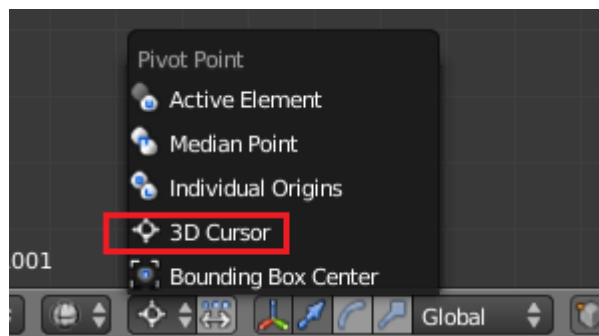 Pivot Point
Active Element
Median Point
Individual Origins
3D Cursor
.001
Bounding Box Center
Global